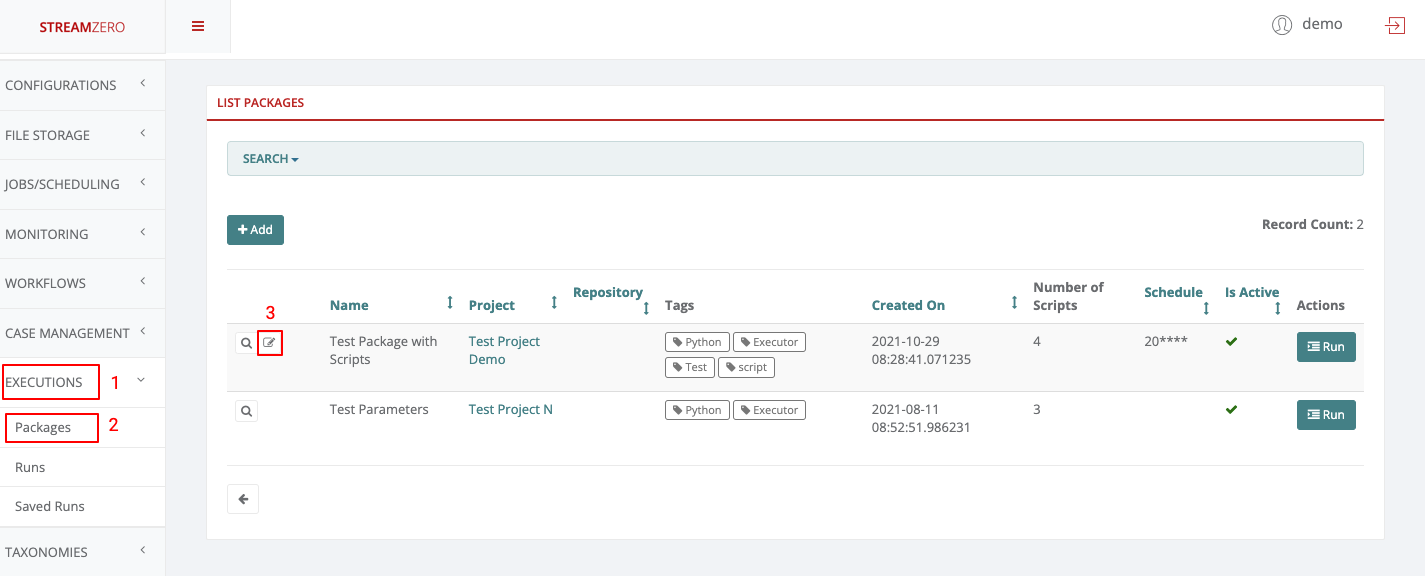 STREAMZERO
demo
CONFIGURATIONS
FILE STORAGE
JOBS/SCHEDULING
MONITORING
WORKFLOWS
CASE MANAGEMENT
EXECUTIONS 1
Packages 2
Runs
Saved Runs
TAXONOMIES
LIST PACKAGES
SEARCH
Add
Record Count: 2
3
Name Project Repository Tags Created On Number of Scripts Schedule Is Active Actions
Test Package with Scripts Test Project Demo Python Executor Test script 2021-10-29 08:28:41.071235 4 20**** Run
Test Parameters Test Project N Python Executor 2021-08-11 08:52:51.986231 3 Run